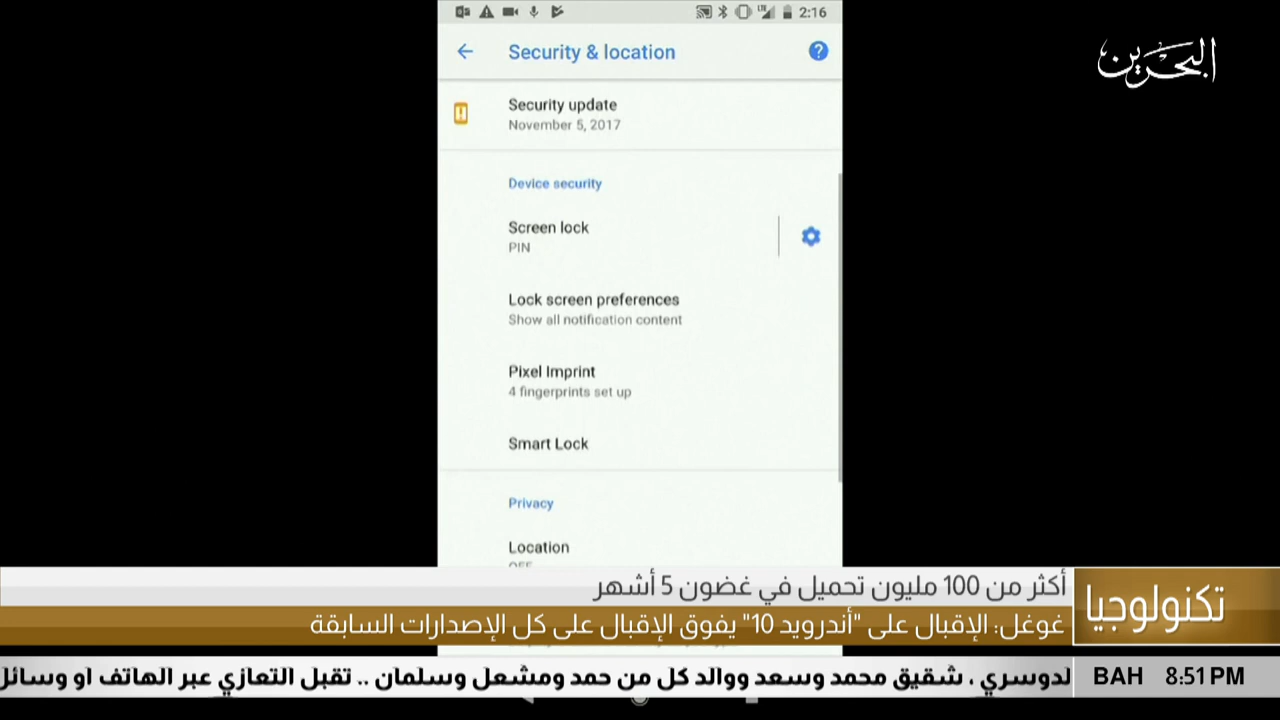 2:16
Security & location
البحرين
Security update
November 5, 2017
Device security
Screen lock
PIN
Lock screen preferences
Show all notification content
Pixel Imprint
4 fingerprints set up
Smart Lock
Privacy
Location
OFF
تكنولوجيا
أكثر من 100 مليون تحميل في غضون 5 أشهر
غوغل: الإقبال على "أندرويد 10" يفوق الإقبال على كل الإصدارات السابقة
لدوسري ، شقيق محمد وسعد ووالد كل من حمد ومشعل وسلمان .. تقبل التعازي عبر الهاتف او وسائل
BAH 8:51 PM